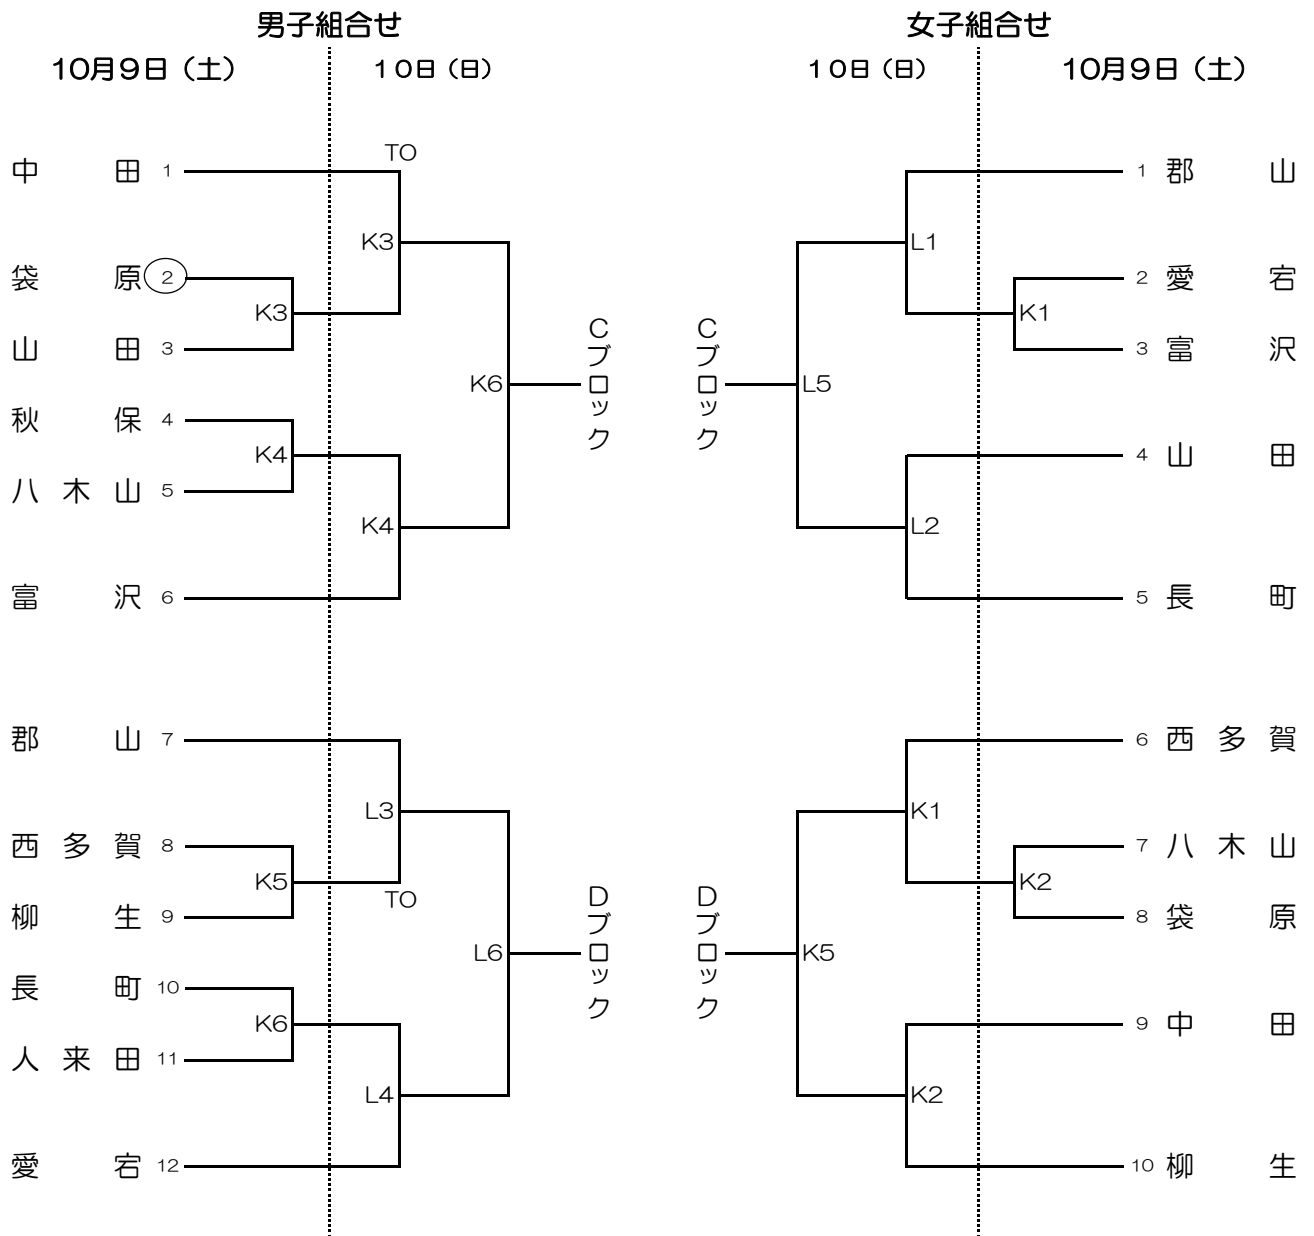 男子組合せ
10月9日（土）
10日（日）
中田 1
TO
K3
袋原 2
K3
山田 3
K6
Cブロック
秋保 4
K4
八木山 5
K4
富沢 6
郡山 7
L3
西多賀 8
K5
TO
柳生 9
L6
Dブロック
長町 10
K6
人来田 11
L4
愛宕 12
女子組合せ
10日（日）
10月9日（土）
1 郡山
L1
2 愛宕
K1
3 富沢
Cブロック
L5
4 山田
L2
5 長町
6 西多賀
K1
7 八木山
K2
8 袋原
Dブロック
K5
9 中田
K2
10 柳生